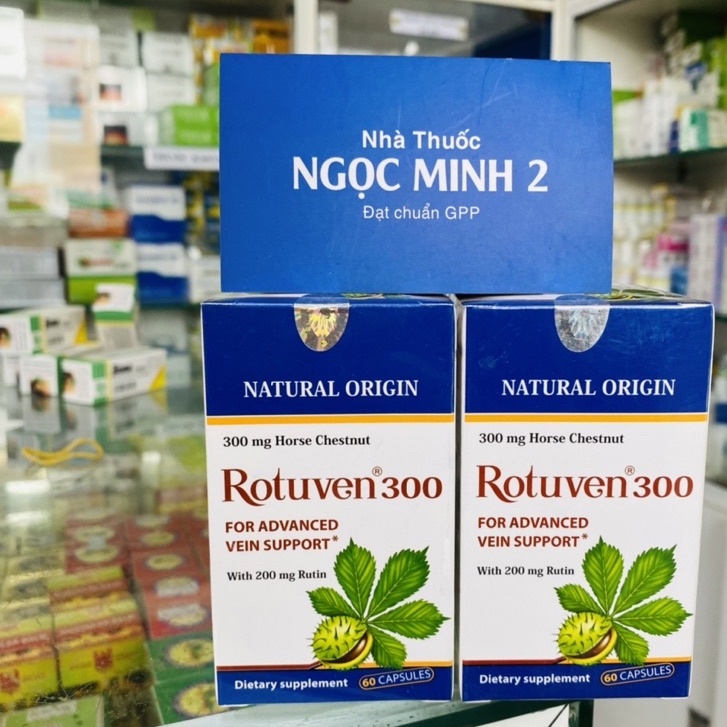 Nhà Thuốc
NGỌC MINH 2
Đạt chuẩn GPP
NATURAL ORIGIN
300 mg Horse Chestnut
Rotuven®300
FOR ADVANCED
VEIN SUPPORT*
With 200 mg Rutin
Dietary supplement 60 CAPSULES
NATURAL ORIGIN
300 mg Horse Chestnut
Rotuven®300
FOR ADVANCED
VEIN SUPPORT*
With 200 mg Rutin
Dietary supplement 60 CAPSULES